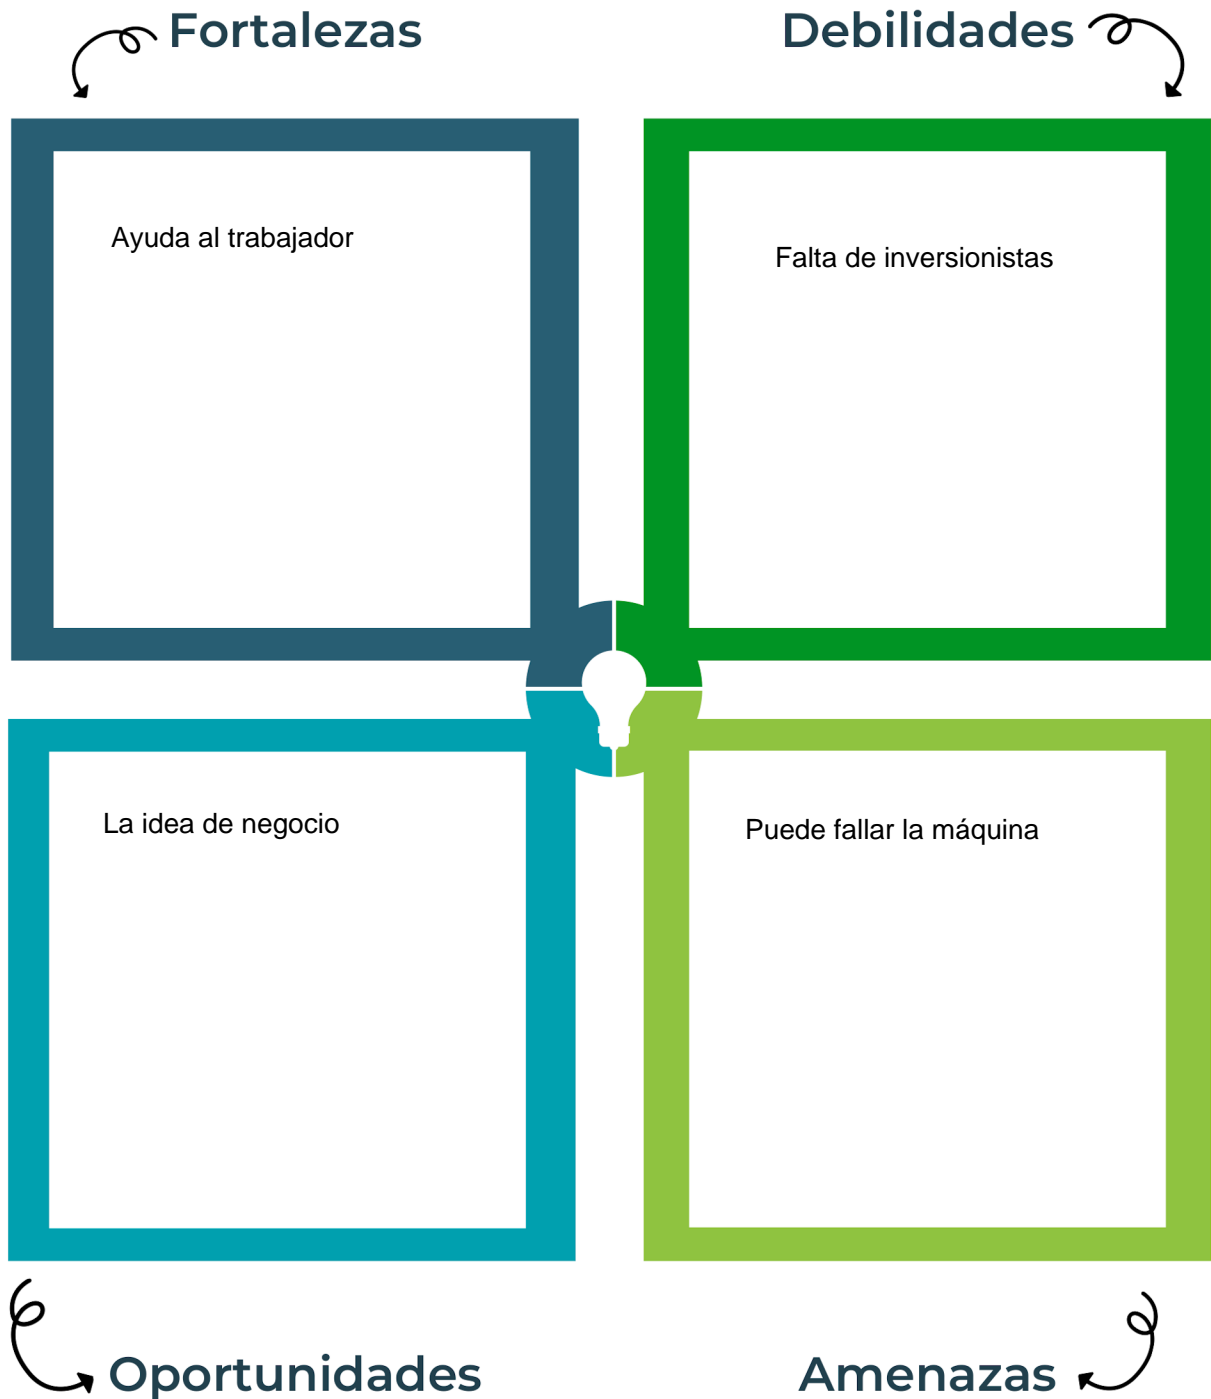 Fortalezas
Debilidades
Ayuda al trabajador
Falta de inversionistas
La idea de negocio
Puede fallar la máquina
Oportunidades
Amenazas